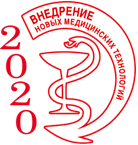 ВНЕДРЕНИЕ
НОВЫХ МЕДИЦИНСКИХ ТЕХНОЛОГИЙ
2020